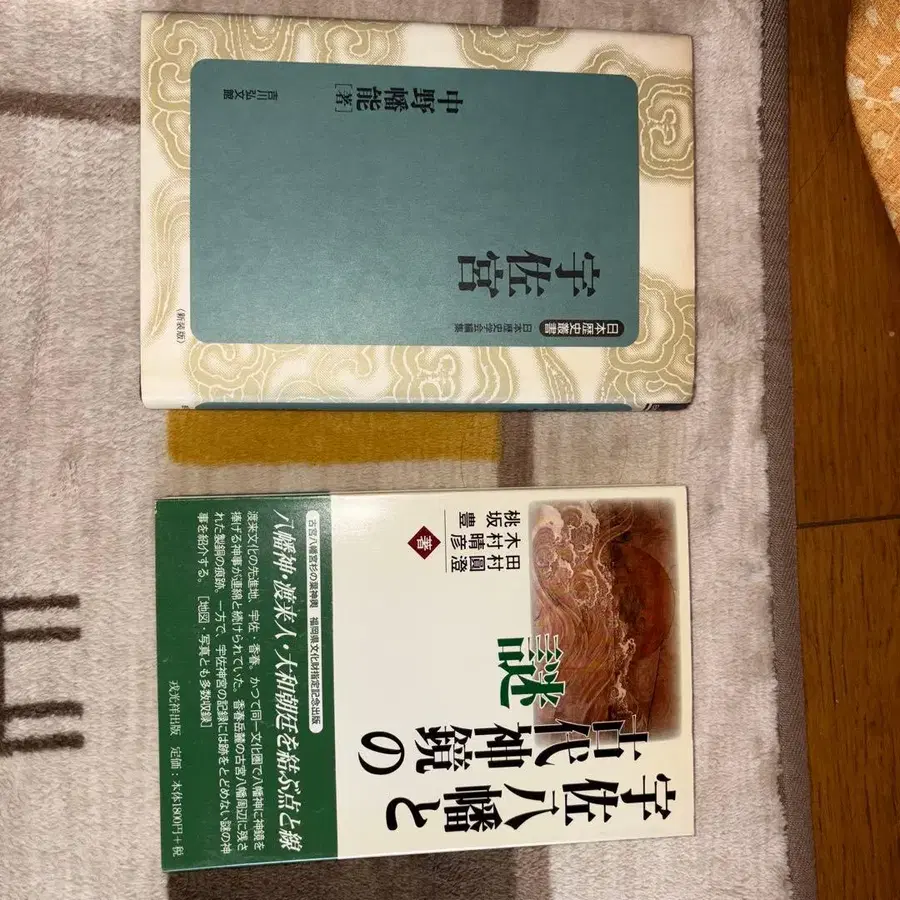 日本歴史叢書
日本歴史学会編集
宇佐宮
中野幡能[著]
吉川弘文館
(新装版)
宇佐八幡と
古代神鏡の
謎
田村圓澄
木村晴彦
桃坂豊
著
古宮八幡宮杉の葉神輿 福岡県文化財指定記念出版
八幡神・渡来人・大和朝廷を結ぶ点と線
渡来文化の先進地、宇佐・香春。かつて同一文化圏で八幡神に神鏡を
捧げる神事が連綿と続けられていた。香春岳麓の古宮八幡周辺に残さ
れた製銅の痕跡。一方で、宇佐神宮の記録には跡をとどめない謎の神
事を紹介する。[地図・写真とも多数収録]
戎光祥出版 定価:本体1800円+税